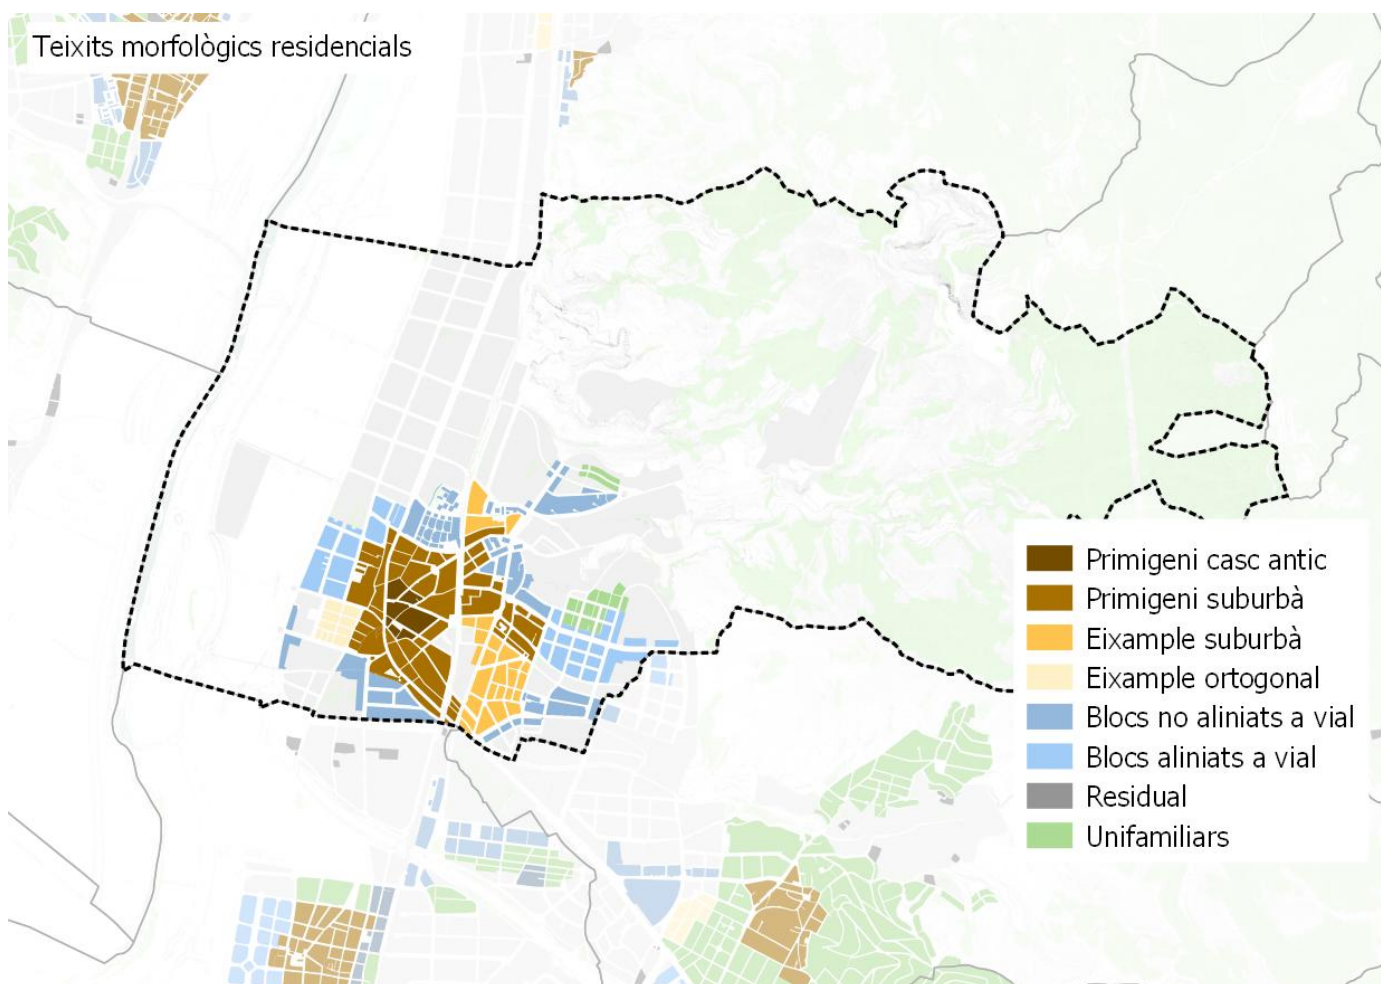 Teixits morfològics residencials
Primigeni casc antic
Primigeni suburbà
Eixample suburbà
Eixample ortogonal
Blocs no aliniats a vial
Blocs aliniats a vial
Residual
Unifamiliars